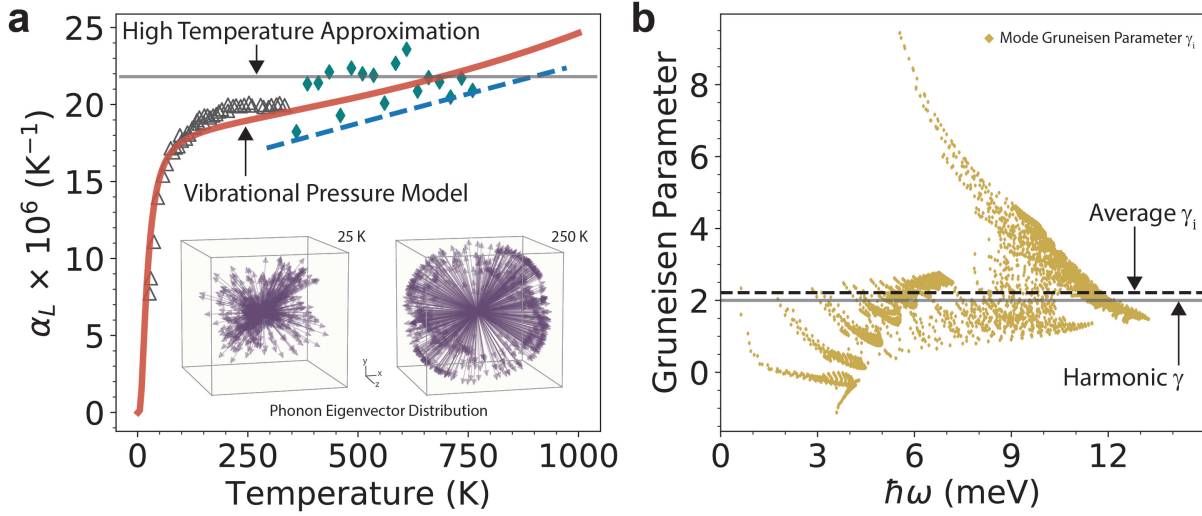 a
High Temperature Approximation
Vibrational Pressure Model
25 K
250 K
y
x
z
Phonon Eigenvector Distribution
α_L × 10⁶ (K⁻¹)
0
5
10
15
20
25
0
250
500
750
1000
Temperature (K)
b
Mode Gruneisen Parameter γᵢ
Average γᵢ
Harmonic γ
Gruneisen Parameter
0
2
4
6
8
0
3
6
9
12
ħω (meV)